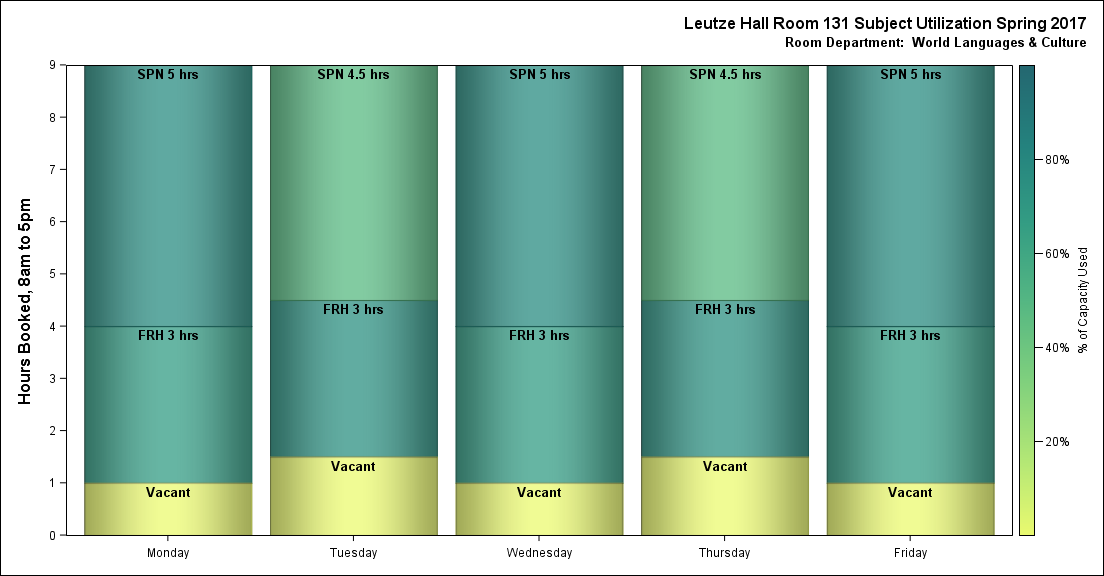 Leutze Hall Room 131 Subject Utilization Spring 2017
Room Department:  World Languages & Culture
Hours Booked, 8am to 5pm
9
8
7
6
5
4
3
2
1
0
SPN 5 hrs
FRH 3 hrs
Vacant
SPN 4.5 hrs
FRH 3 hrs
Vacant
SPN 5 hrs
FRH 3 hrs
Vacant
SPN 4.5 hrs
FRH 3 hrs
Vacant
SPN 5 hrs
FRH 3 hrs
Vacant
Monday
Tuesday
Wednesday
Thursday
Friday
80%
60%
40%
20%
% of Capacity Used